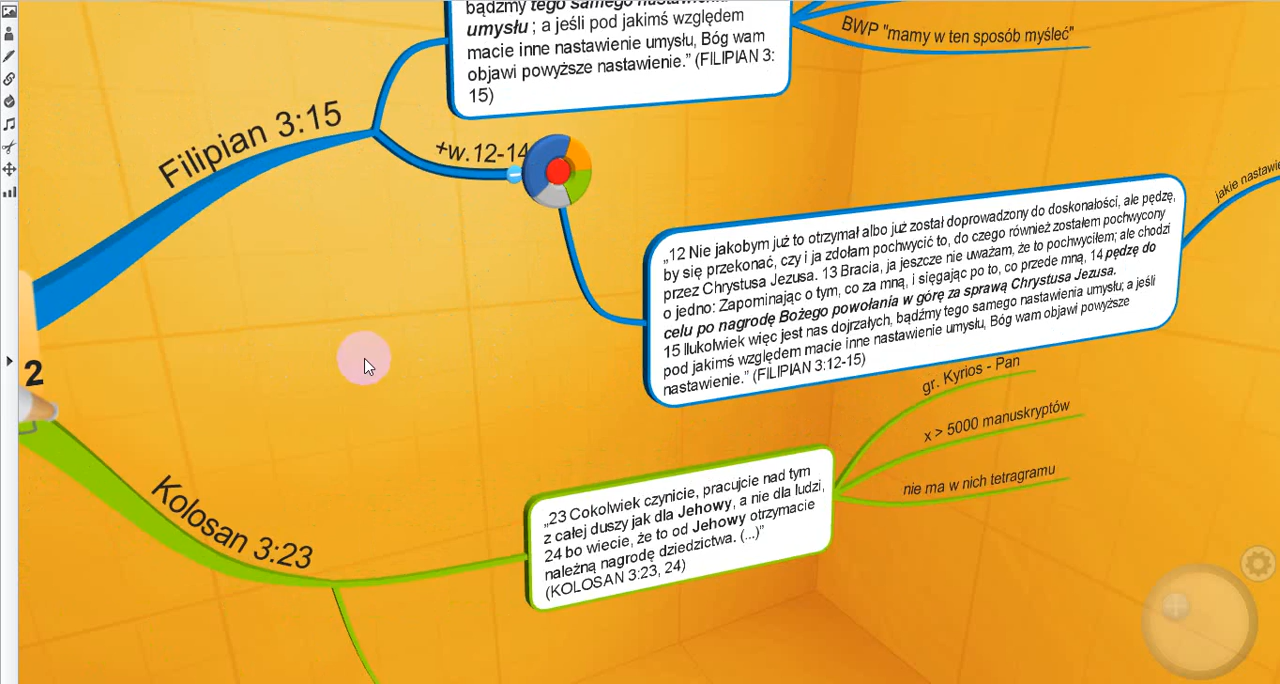 bądźmy tego samego nastawienia
umysłu ; a jeśli pod jakimś względem
macie inne nastawienie umysłu, Bóg wam
objawi powyższe nastawienie.” (FILIPIAN 3:
15)
BWP "mamy w ten sposób myśleć"
Filipian 3:15
+w.12-14
„12 Nie jakobym już to otrzymał albo już został doprowadzony do doskonałości, ale pędzę,
by się przekonać, czy i ja zdołam pochwycić to, do czego również zostałem pochwycony
przez Chrystusa Jezusa. 13 Bracia, ja jeszcze nie uważam, że to pochwyciłem; ale chodzi
o jedno: Zapominając o tym, co za mną, i sięgając po to, co przede mną, 14 pędzę do
celu po nagrodę Bożego powołania w górę za sprawą Chrystusa Jezusa.
15 Ilukolwiek więc jest nas dojrzałych, bądźmy tego samego nastawienia umysłu; a jeśli
pod jakimś względem macie inne nastawienie umysłu, Bóg wam objawi powyższe
nastawienie.” (FILIPIAN 3:12-15)
jakie
2
Kolosan 3:23
„23 Cokolwiek czynicie, pracujcie nad tym
z całej duszy jak dla Jehowy, a nie dla ludzi,
24 bo wiecie, że to od Jehowy otrzymacie
należną nagrodę dziedzictwa. (...)”
(KOLOSAN 3:23, 24)
gr. Kyrios - Pan
x > 5000 manuskryptów
nie ma w nich tetragramu